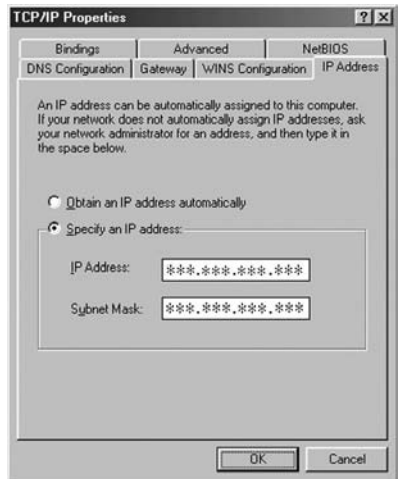 TCP/IP Properties
? X
Bindings Advanced NetBIOS
DNS Configuration Gateway WINS Configuration IP Address
An IP address can be automatically assigned to this computer.
If your network does not automatically assign IP addresses, ask
your network administrator for an address, and then type it in
the space below.
Obtain an IP address automatically
Specify an IP address:
IP Address: ***.***.***.***
Subnet Mask: ***.***.***.***
OK Cancel